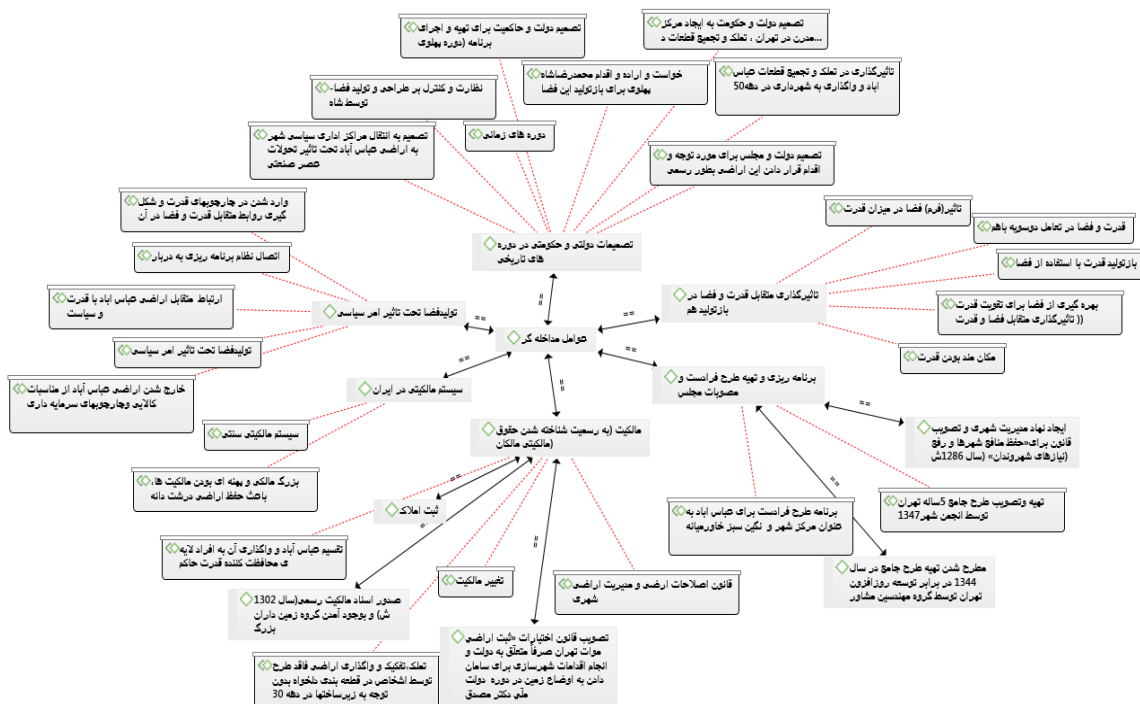 تصمیم دولت و حاکمیت برای تهیه و اجرای
برنامه (دوره پهلوی
تصمیم دولت و حکومت به ایجاد مرکز
مدرن در تهران ، تملک و تجمیع قطعات د...
نظارت و کنترل بر طراحی و تولید فضا-
توسط شاه
خواست و اراده و اقدام محمدرضاشاه
پهلوی برای بازتولید این فضا
تاثیرگذاری در تملک و تجمیع قطعات عباس
اباد و واگذاری به شهرداری در دهه50
تصمیم به انتقال مراکز اداری سیاسی شهر
به اراضی عباس آباد تحت تاثیر تحولات
عصر صنعتی
دوره های زمانی
تصمیم دولت و مجلس برای مورد توجه و
اقدام قرار دادن این اراضی بطور رسمی
وارد شدن در چارچوبهای قدرت و شکل
گیری روابط متقابل قدرت و فضا در آن
تاثیر(فرم) فضا در میزان قدرت
قدرت و فضا در تعامل دوسویه باهم
تصمیمات دولتی و حکومتی در دوره
های تاریخی
اتصال نظام برنامه ریزی به دربار
بازتولید قدرت با استفاده از فضا
ارتباط متقابل اراضی عباس اباد با قدرت
و سیاست
تولیدفضا تحت تاثیر امر سیاسی
تاثیرگذاری متقابل قدرت و فضا در
بازتولید هم
بهره گیری از فضا برای تقویت قدرت
(( تاثیرگذاری متقابل فضا و قدرت
==
==
==
عوامل مداخله گر
تولیدفضا تحت تاثیر امر سیاسی
مکان مند بودن قدرت
==
==
==
خارج شدن اراضی عباس آباد از مناسبات
کالایی وچارچوبهای سرمایه داری
سیستم مالکیتی در ایران
برنامه ریزی و تهیه طرح فرادست و
مصوبات مجلس
==
سیستم مالکیتی سنتی
مالکیت (به رسمیت شناخته شدن حقوق
(مالکیتی مالکان
ایجاد نهاد مدیریت شهری و تصویب
قانون برای«حفظ منافع شهرها و رفع
(نیازهای شهروندان» (سال 1286ش
بزرگ مالکی و پهنه ای بودن مالکیت ها،
باعث حفظ اراضی درشت دانه
==
==
ثبت املاک
برنامه طرح فرادست برای عباس اباد به
عنوان مرکز شهر و نگین سبز خاورمیانه
تهیه وتصویب طرح جامع 5ساله تهران
توسط انجمن شهر1347
==
==
تقسیم عباس آباد و واگذاری آن به افراد لایه
ی محافظت کننده قدرت حاکم
تغییر مالکیت
قانون اصلاحات ارضی و مدیریت اراضی
شهری
مطرح شدن تهیه طرح جامع در سال
1344 در برابر توسعه روزافزون
تهران توسط گروه مهندسین مشاور
صدور اسناد مالکیت رسمی(سال 1302
ش) و بوجود آمدن گروه زمین داران
بزرگ
تصویب قانون اختیارات «ثبت اراضی
موات تهران صرفاً متعلّق به دولت و
انجام اقدامات شهرسازی برای سامان
دادن به اوضاع زمین در دوره دولت
ملّی دکتر مصدق
تملک،تفکیک و واگذاری اراضی فاقد طرح
توسط اشخاص در قطعه بندی دلخواه بدون
توجه به زیرساختها در دهه 30